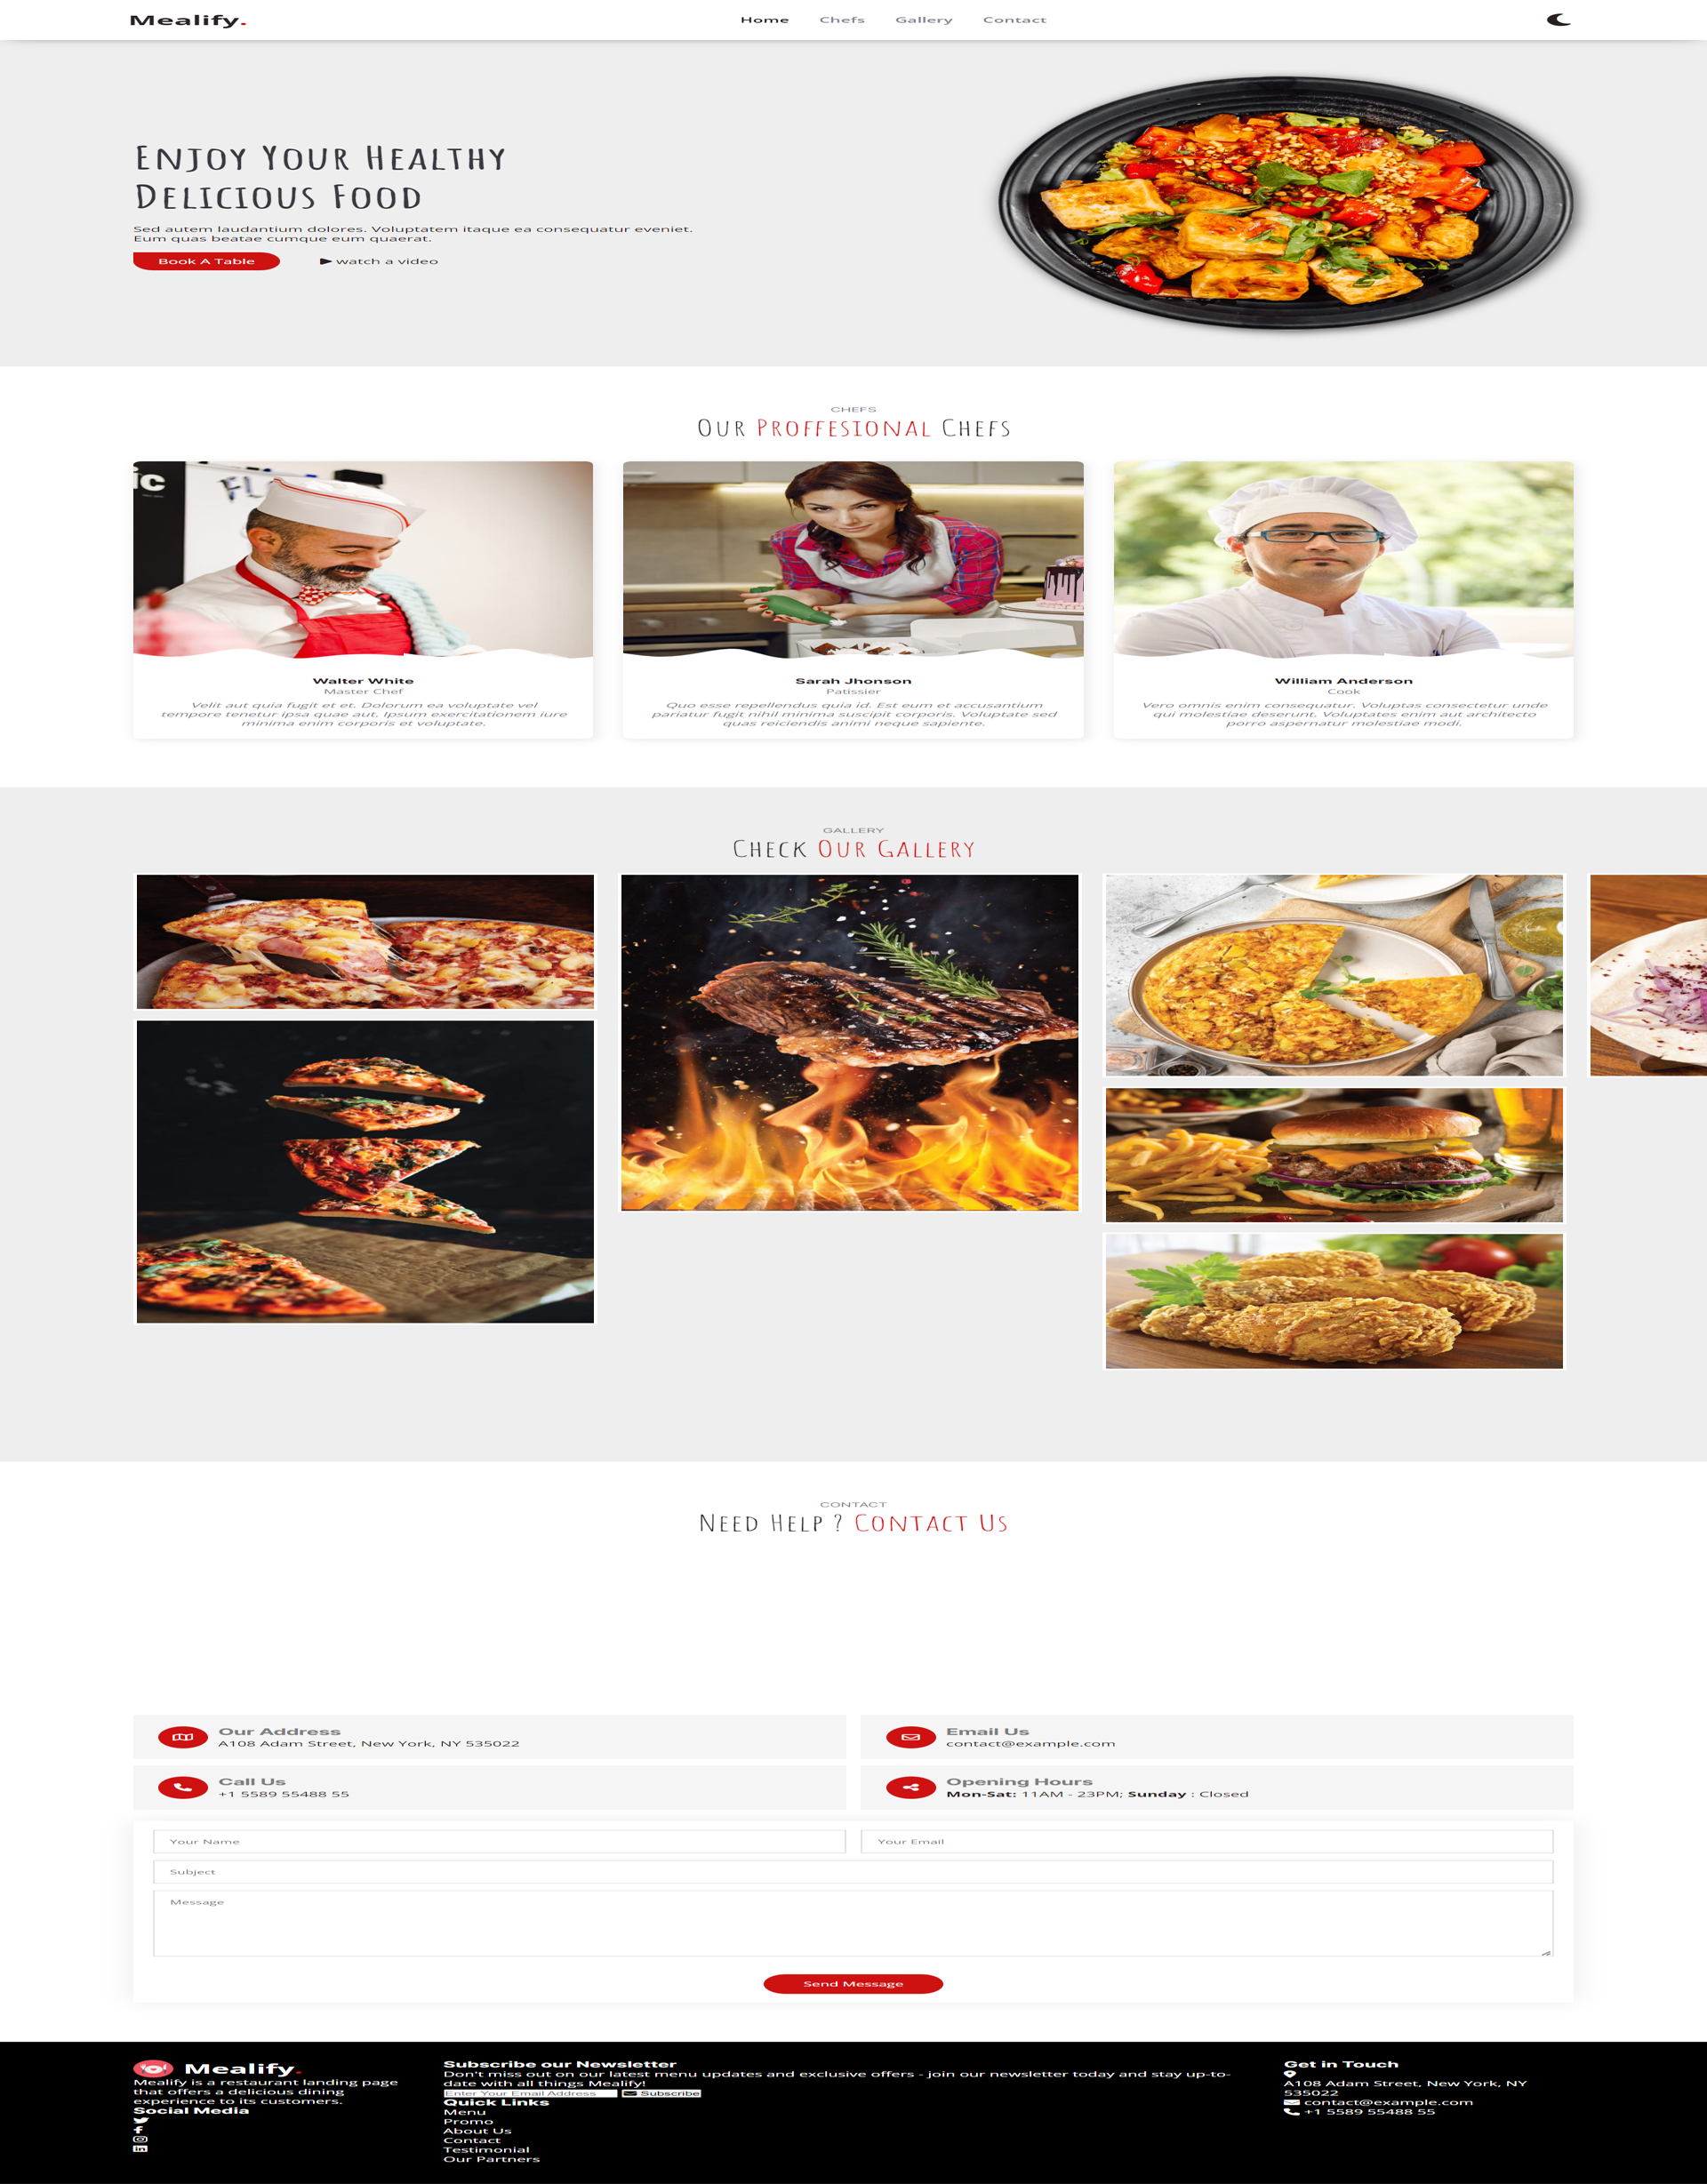 Mealify.
Home Chefs Gallery Contact
Enjoy Your Healthy
Delicious Food
Sed autem laudantium dolores. Voluptatem itaque ea consequatur eveniet.
Eum quas beatae cumque eum quaerat.
Book A Table
watch a video
CHEFS
Our Proffesional Chefs
ic
FL
Walter White
Master Chef
Velit aut quia fugit et et. Dolorum ea voluptate vel
tempore tenetur ipsa quae aut. Ipsum exercitationem iure
minima enim corporis et voluptate.
Sarah Jhonson
Patissier
Quo esse repellendus quia id. Est eum et accusantium
pariatur fugit nihil minima suscipit corporis. Voluptate sed
quas reiciendis animi neque sapiente.
William Anderson
Cook
Vero omnis enim consequatur. Voluptas consectetur unde
qui molestiae deserunt. Voluptates enim aut architecto
porro aspernatur molestiae modi.
GALLERY
Check Our Gallery
CONTACT
Need Help ? Contact Us
Our Address
A108 Adam Street, New York, NY 535022
Email Us
contact@example.com
Call Us
+1 5589 55488 55
Opening Hours
Mon-Sat: 11AM - 23PM; Sunday : Closed
Your Name
Your Email
Subject
Message
Send Message
Mealify.
Mealify is a restaurant landing page
that offers a delicious dining
experience to its customers.
Social Media
Subscribe our Newsletter
Don't miss out on our latest menu updates and exclusive offers - join our newsletter today and stay up-to-
date with all things Mealify!
Enter Your Email Address
Subscribe
Quick Links
Menu
Promo
About Us
Contact
Testimonial
Our Partners
Get in Touch
A108 Adam Street, New York, NY
535022
contact@example.com
+1 5589 55488 55